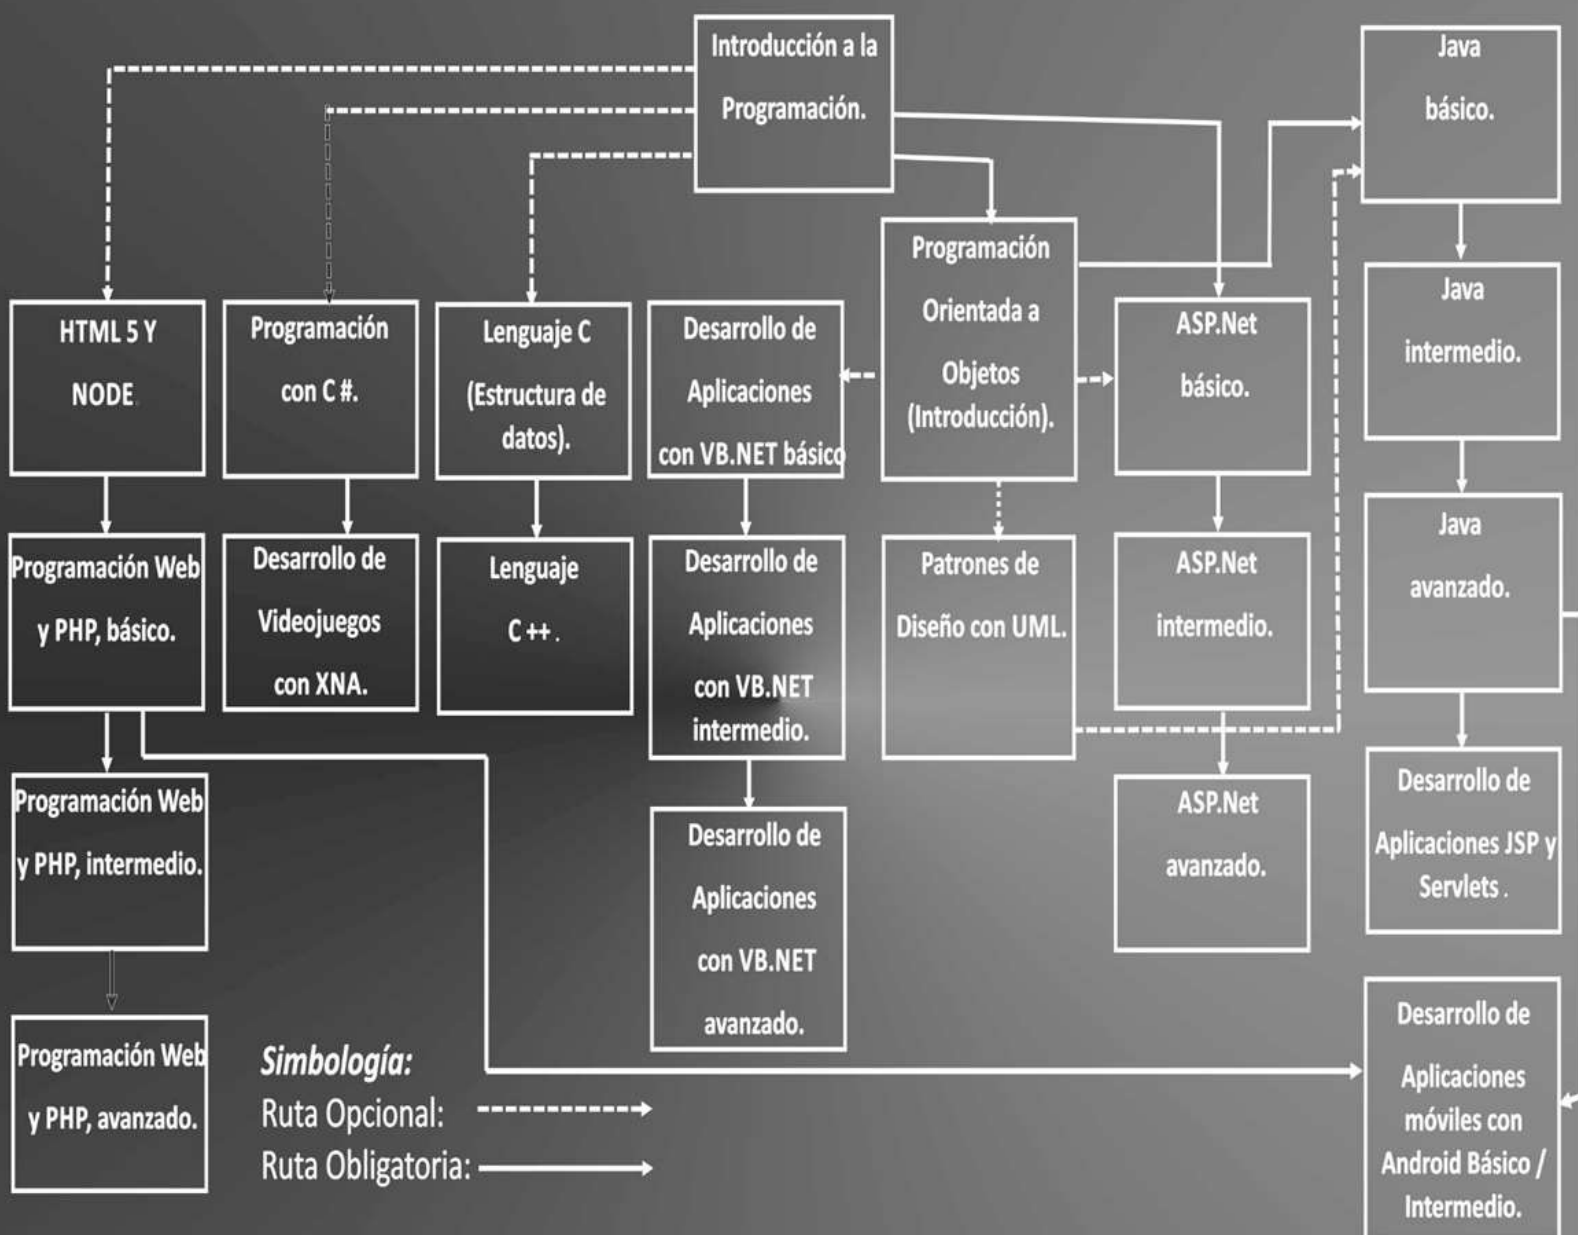 Introducción a la
Programación.
Java
básico.
Programación
Orientada a
Objetos
(Introducción).
Java
intermedio.
HTML 5 Y
NODE
Programación
con C #.
Lenguaje C
(Estructura de
datos).
Desarrollo de
Aplicaciones
con VB.NET básico
ASP.Net
básico.
Java
avanzado.
Programación Web
y PHP, básico.
Desarrollo de
Videojuegos
con XNA.
Lenguaje
C ++ .
Desarrollo de
Aplicaciones
con VB.NET
intermedio.
Patrones de
Diseño con UML.
ASP.Net
intermedio.
Programación Web
y PHP, intermedio.
Desarrollo de
Aplicaciones
con VB.NET
avanzado.
ASP.Net
avanzado.
Desarrollo de
Aplicaciones JSP y
Servlets .
Programación Web
y PHP, avanzado.
Simbología:
Ruta Opcional:
Ruta Obligatoria:
Desarrollo de
Aplicaciones
móviles con
Android Básico /
Intermedio.